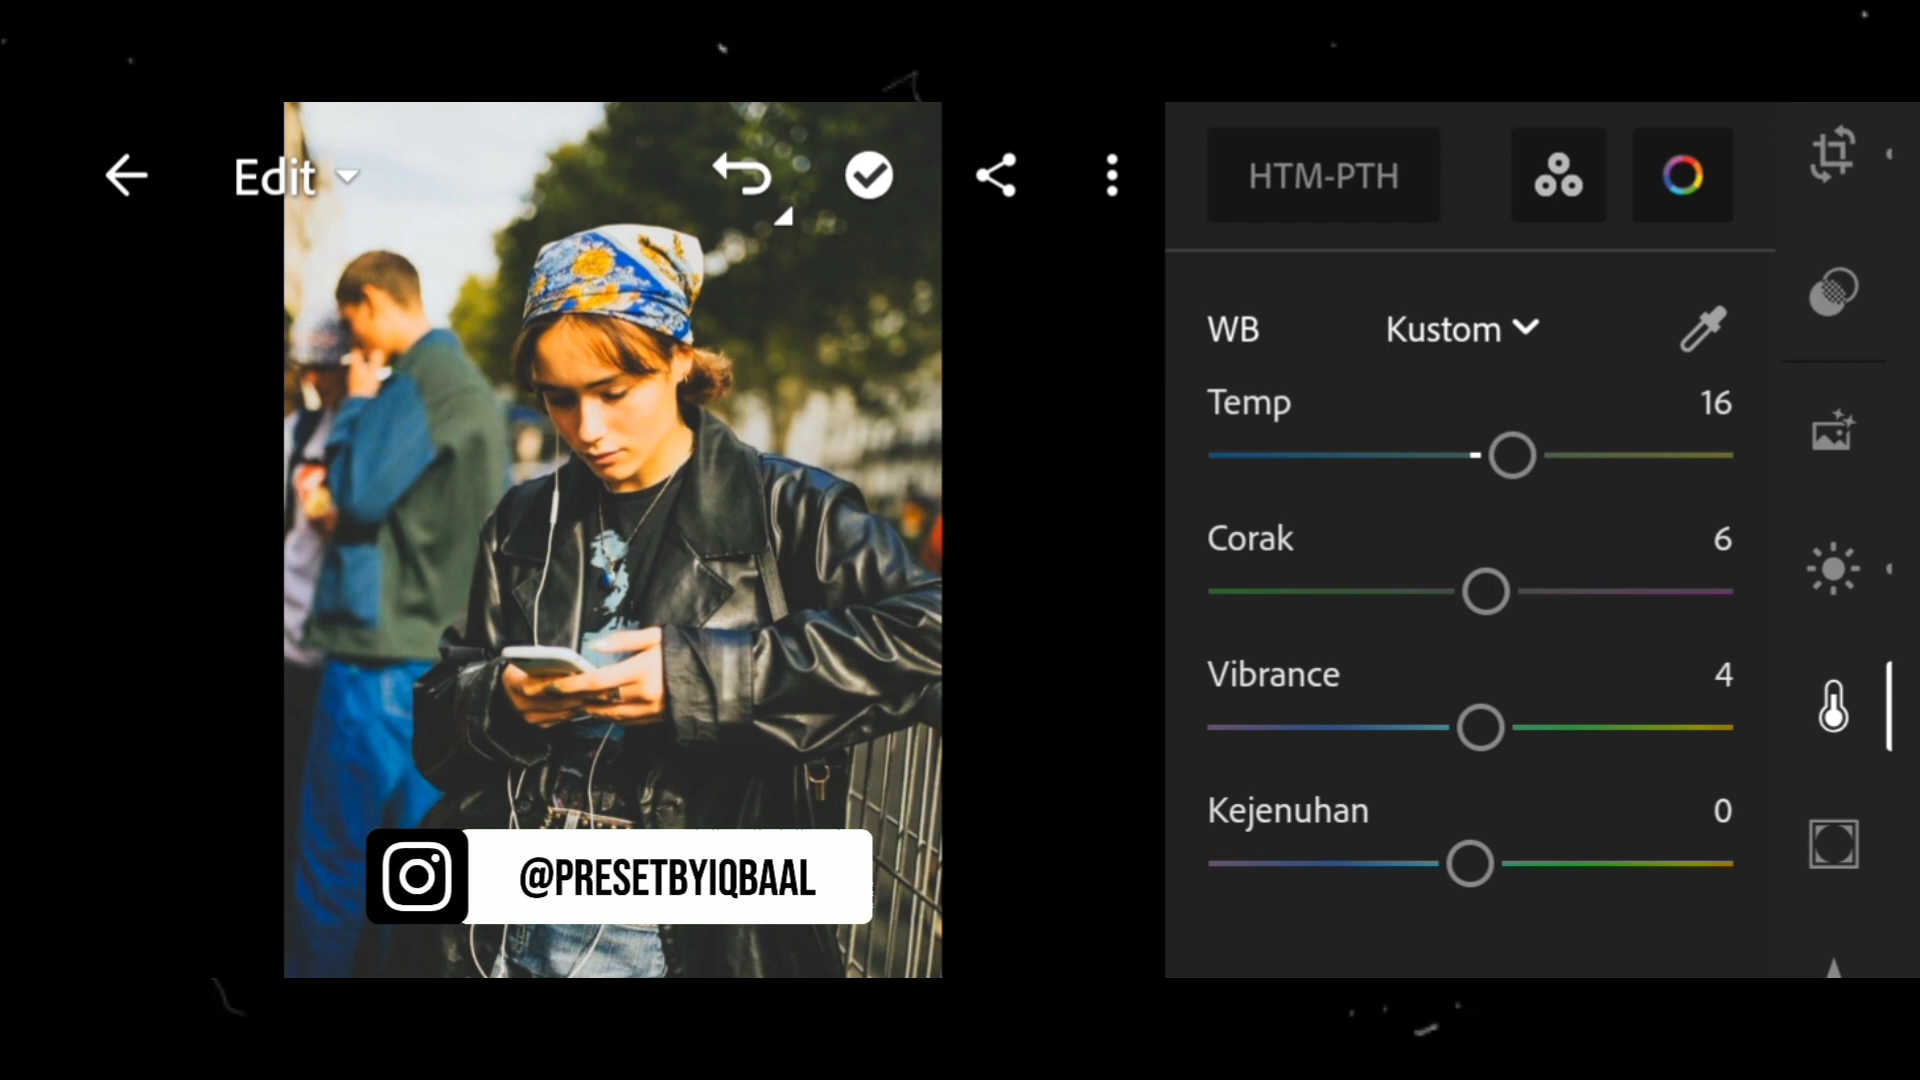 Edit
@PRESETBYIQBAAL
HTM-PTH
WB Kustom
Temp 16
Corak 6
Vibrance 4
Kejenuhan 0